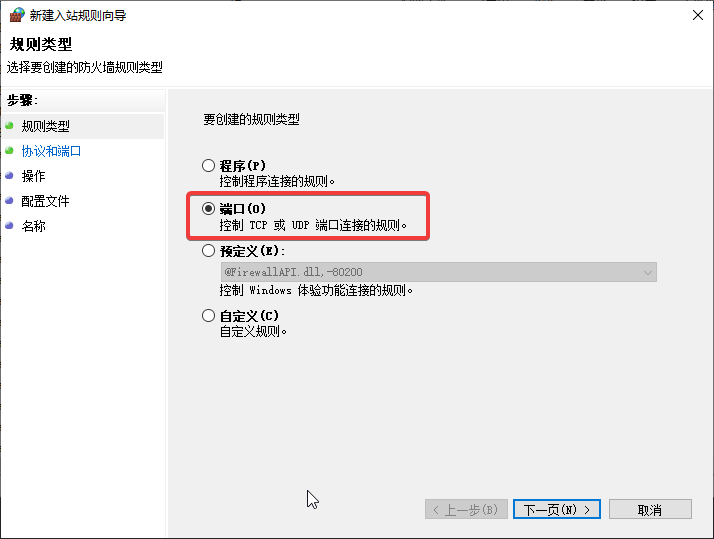 新建入站规则向导
规则类型
选择要创建的防火墙规则类型
步骤:
规则类型
协议和端口
操作
配置文件
名称
要创建的规则类型
程序(P)
控制程序连接的规则。
端口(O)
控制 TCP 或 UDP 端口连接的规则。
预定义(E):
@FirewallAPI.dll,-80200
控制 Windows 体验功能连接的规则。
自定义(C)
自定义规则。
< 上一步(B)
下一页(N) >
取消